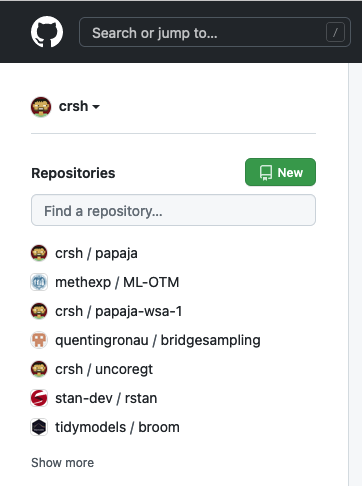 Search or jump to...
/
crsh
Repositories
New
Find a repository...
crsh / papaja
methexp / ML-OTM
crsh / papaja-wsa-1
quentingronau / bridgesampling
crsh / uncoregt
stan-dev / rstan
tidymodels / broom
Show more